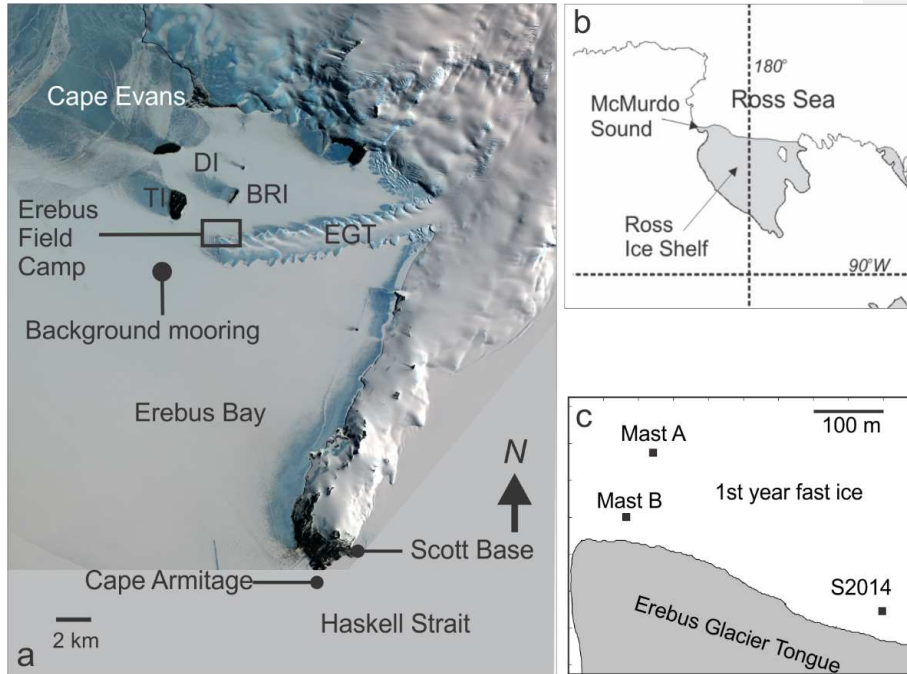 a
Cape Evans
DI
TI
BRI
Erebus
Field
Camp
EGT
Background mooring
Erebus Bay
N
Scott Base
Cape Armitage
Haskell Strait
2 km
b
180°
McMurdo
Sound
Ross Sea
Ross
Ice Shelf
90°W
c
100 m
Mast A
1st year fast ice
Mast B
S2014
Erebus Glacier Tongue